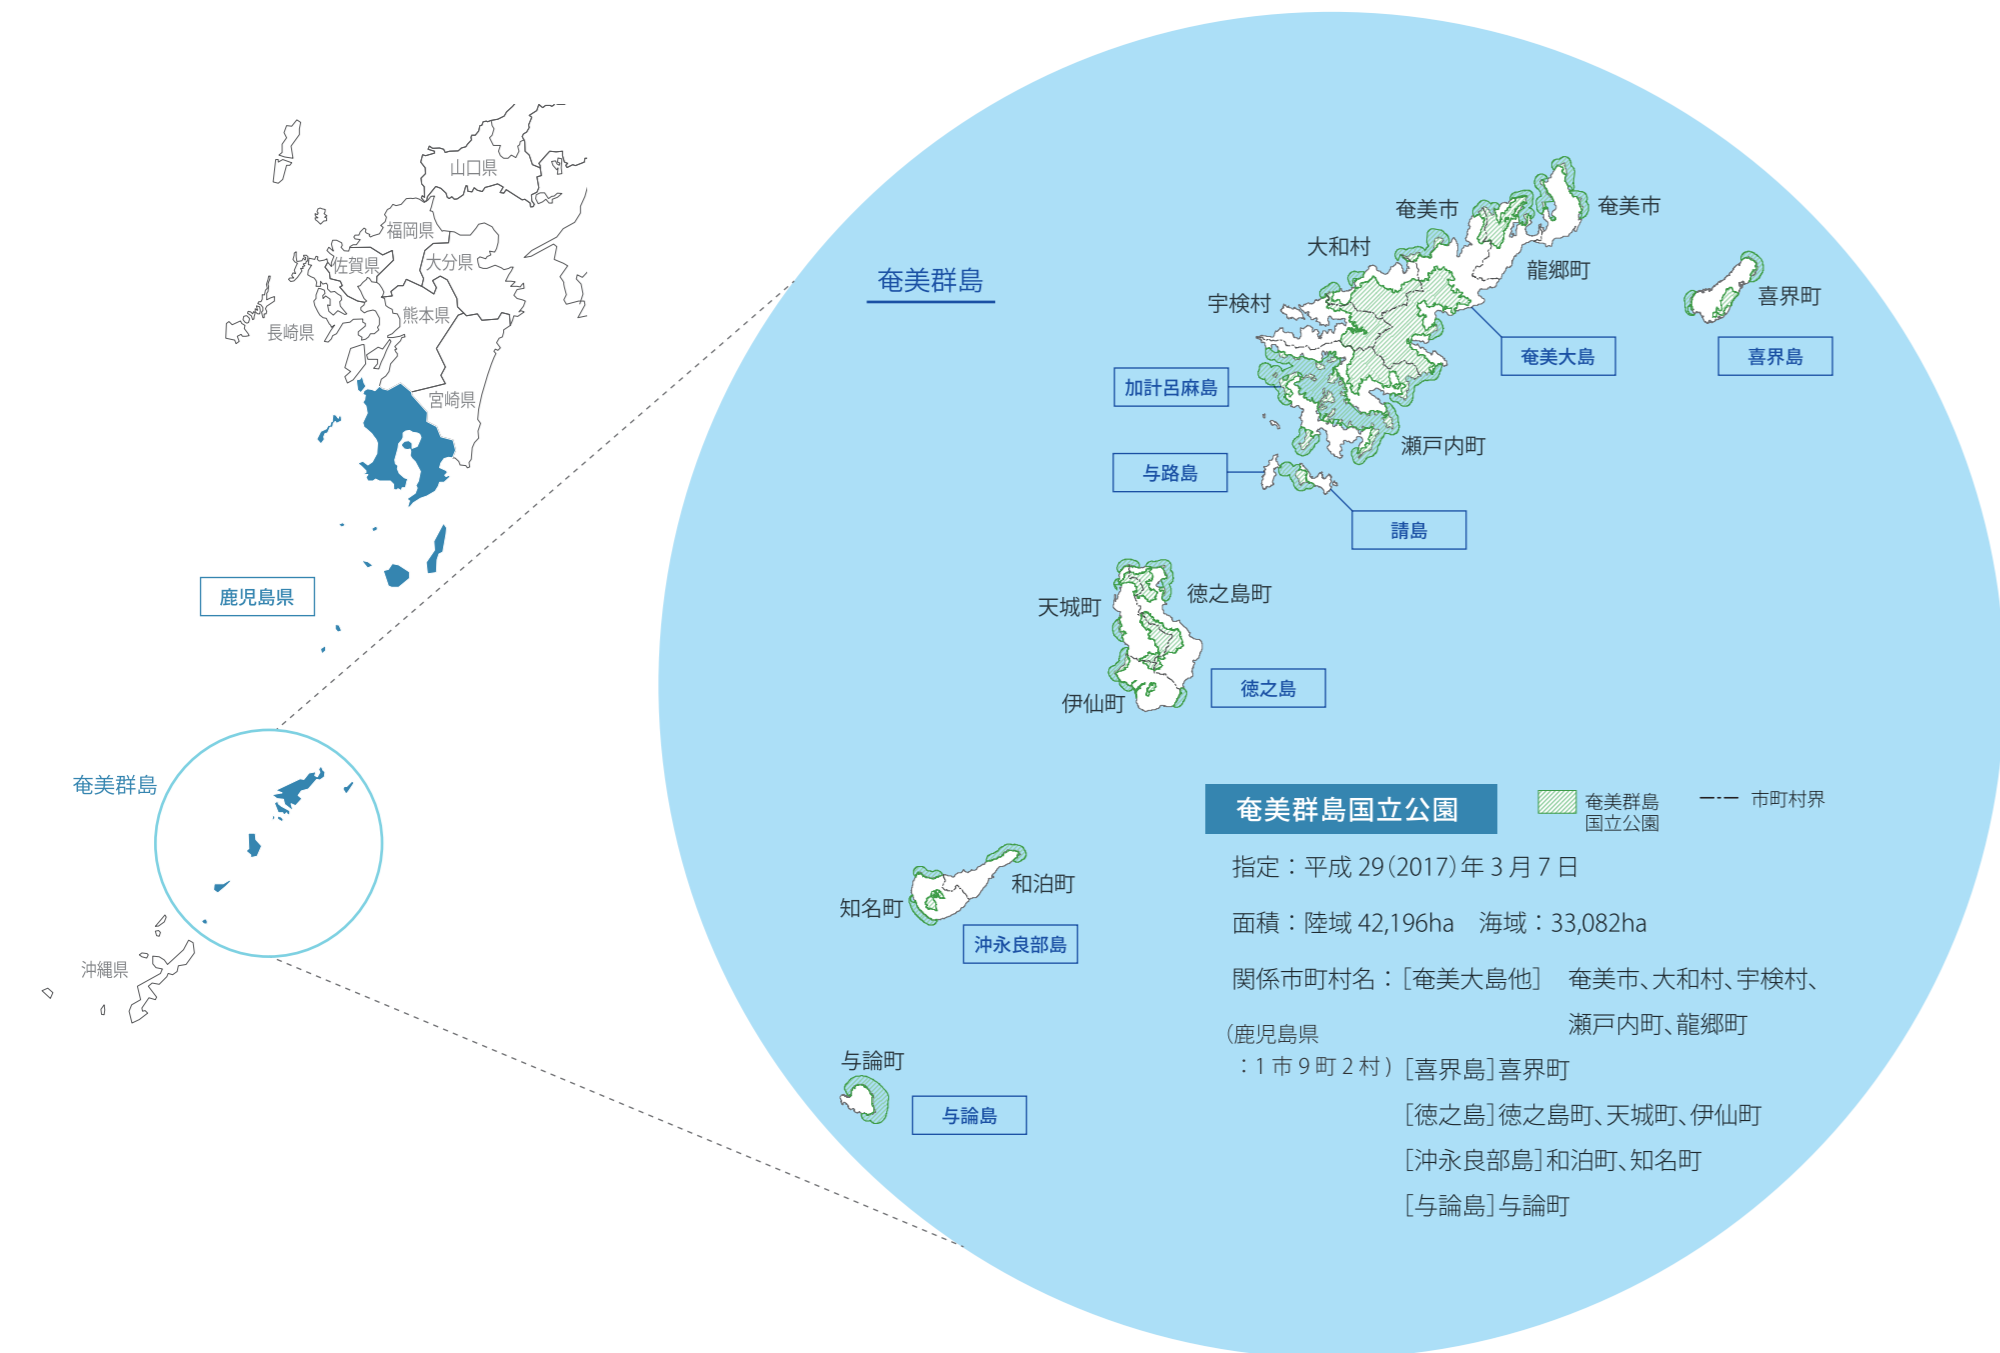 山口県
福岡県
佐賀県
大分県
長崎県
熊本県
宮崎県
鹿児島県
奄美群島
沖縄県
奄美群島
奄美市
奄美市
大和村
龍郷町
宇検村
喜界町
奄美大島
喜界島
加計呂麻島
瀬戸内町
与路島
請島
天城町
徳之島町
徳之島
伊仙町
和泊町
知名町
沖永良部島
与論町
与論島
奄美群島国立公園
奄美群島
国立公園
市町村界
指定：平成 29(2017)年 3 月 7 日
面積：陸域 42,196ha　海域：33,082ha
関係市町村名：［奄美大島他］　奄美市、大和村、宇検村、
瀬戸内町、龍郷町
（鹿児島県
：1 市 9 町 2 村）
［喜界島］喜界町
［徳之島］徳之島町、天城町、伊仙町
［沖永良部島］和泊町、知名町
［与論島］与論町